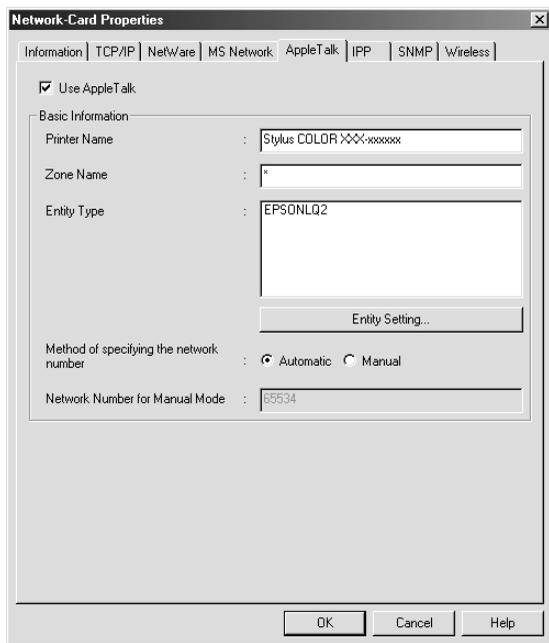 Network-Card Properties
Information TCP/IP NetWare MS Network AppleTalk IPP SNMP Wireless
Use AppleTalk
Basic Information
Printer Name : Stylus COLOR XXX-xxxxxx
Zone Name : *
Entity Type : EPSONLQ2
Entity Setting...
Method of specifying the network
number : Automatic Manual
Network Number for Manual Mode : 65534
OK Cancel Help